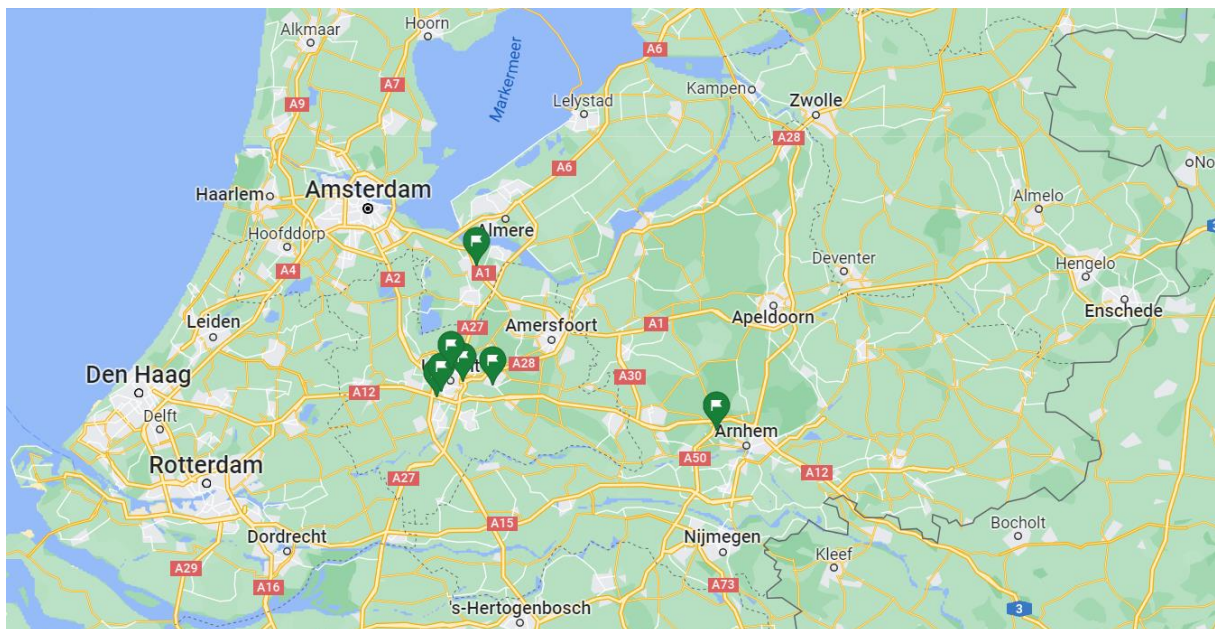 Alkmaar
Hoorn
A7
A9
Markermeer
A6
Kampen
Zwolle
Lelystad
A28
A6
Haarlem
Amsterdam
Almelo
Almere
Hoofddorp
A4
A2
A1
Deventer
Hengelo
Enschede
Leiden
A27
Amersfoort
A1
Apeldoorn
Den Haag
A12
A28
A30
Delft
Arnhem
Rotterdam
A27
A50
A12
Dordrecht
A15
Nijmegen
Bocholt
Kleef
A29
A16
A73
's-Hertogenbosch
3